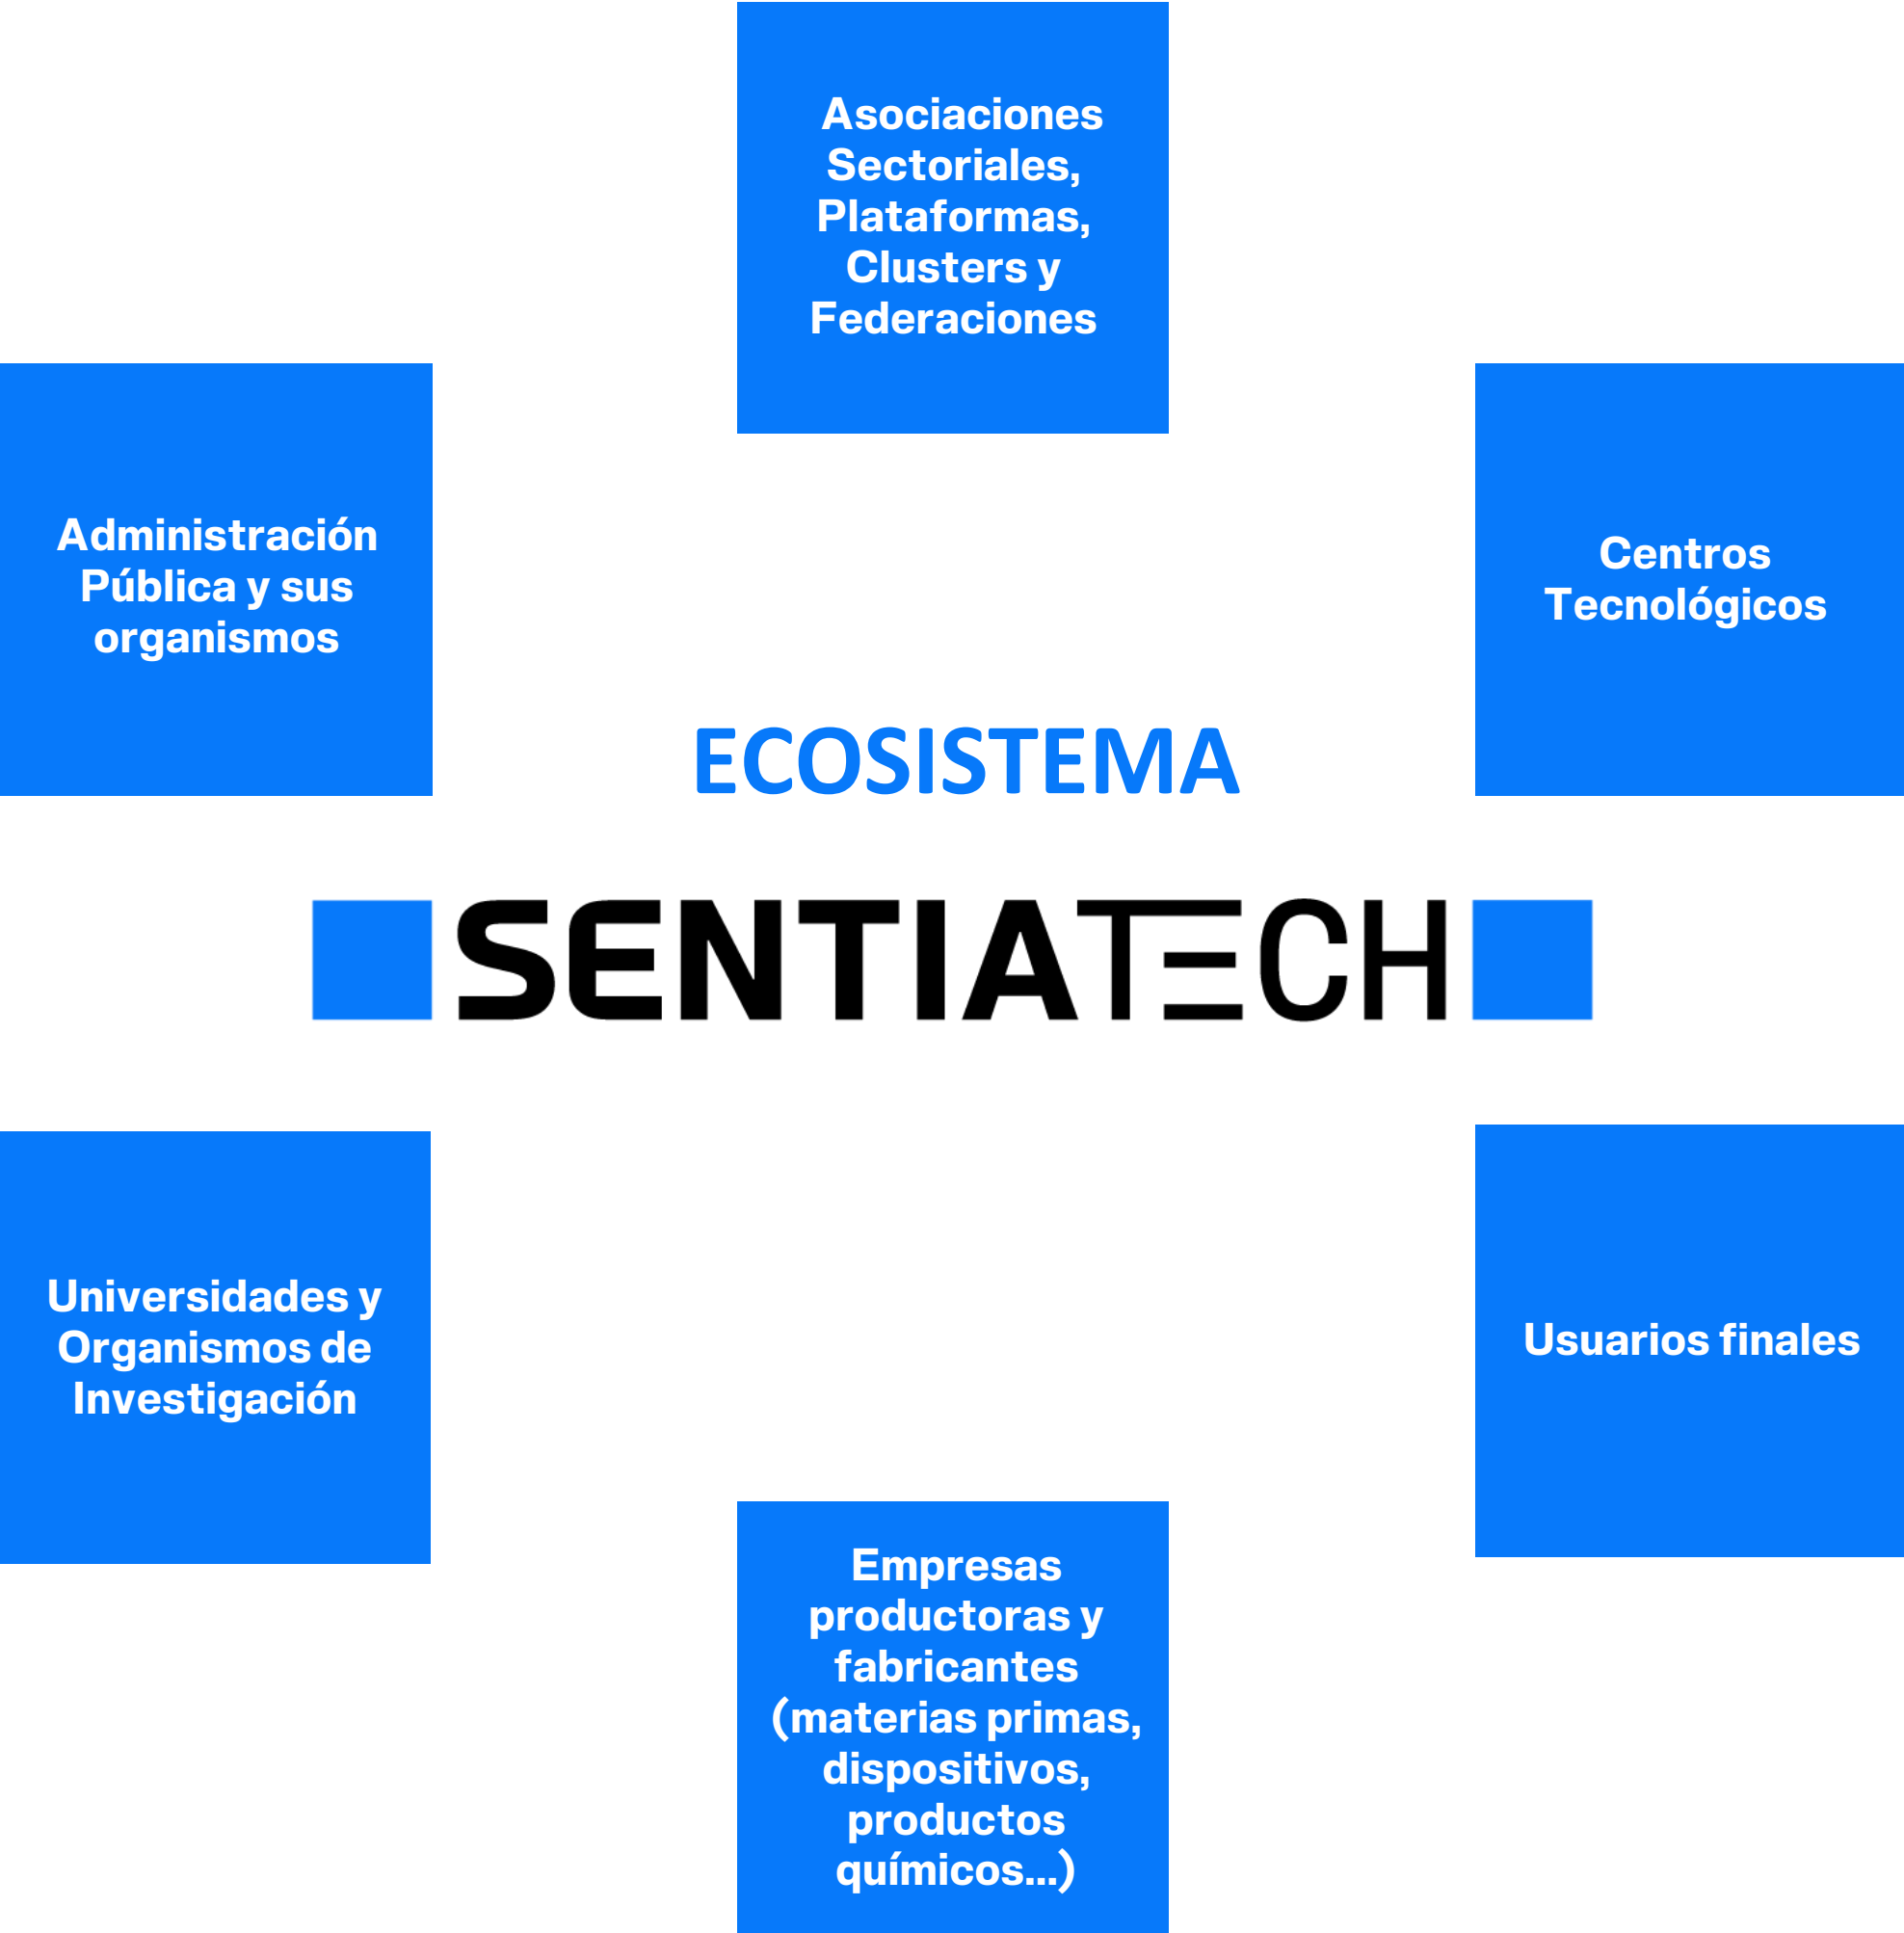 Asociaciones
Sectoriales,
Plataformas,
Clusters y
Federaciones
Administración
Pública y sus
organismos
Centros
Tecnológicos
ECOSISTEMA
SENTIATECH
Universidades y
Organismos de
Investigación
Usuarios finales
Empresas
productoras y
fabricantes
(materias primas,
dispositivos,
productos
químicos...)